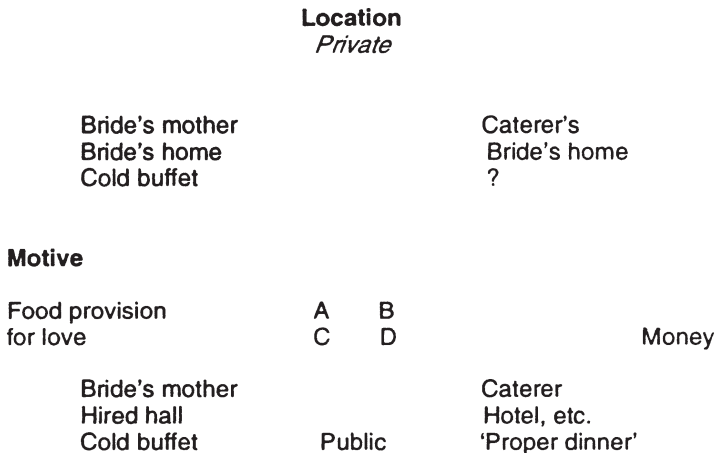 Location
Private
Bride's mother Caterer's
Bride's home Bride's home
Cold buffet ?
Motive
Food provision A B
for love C D Money
Bride's mother Caterer
Hired hall Hotel, etc.
Cold buffet Public 'Proper dinner'